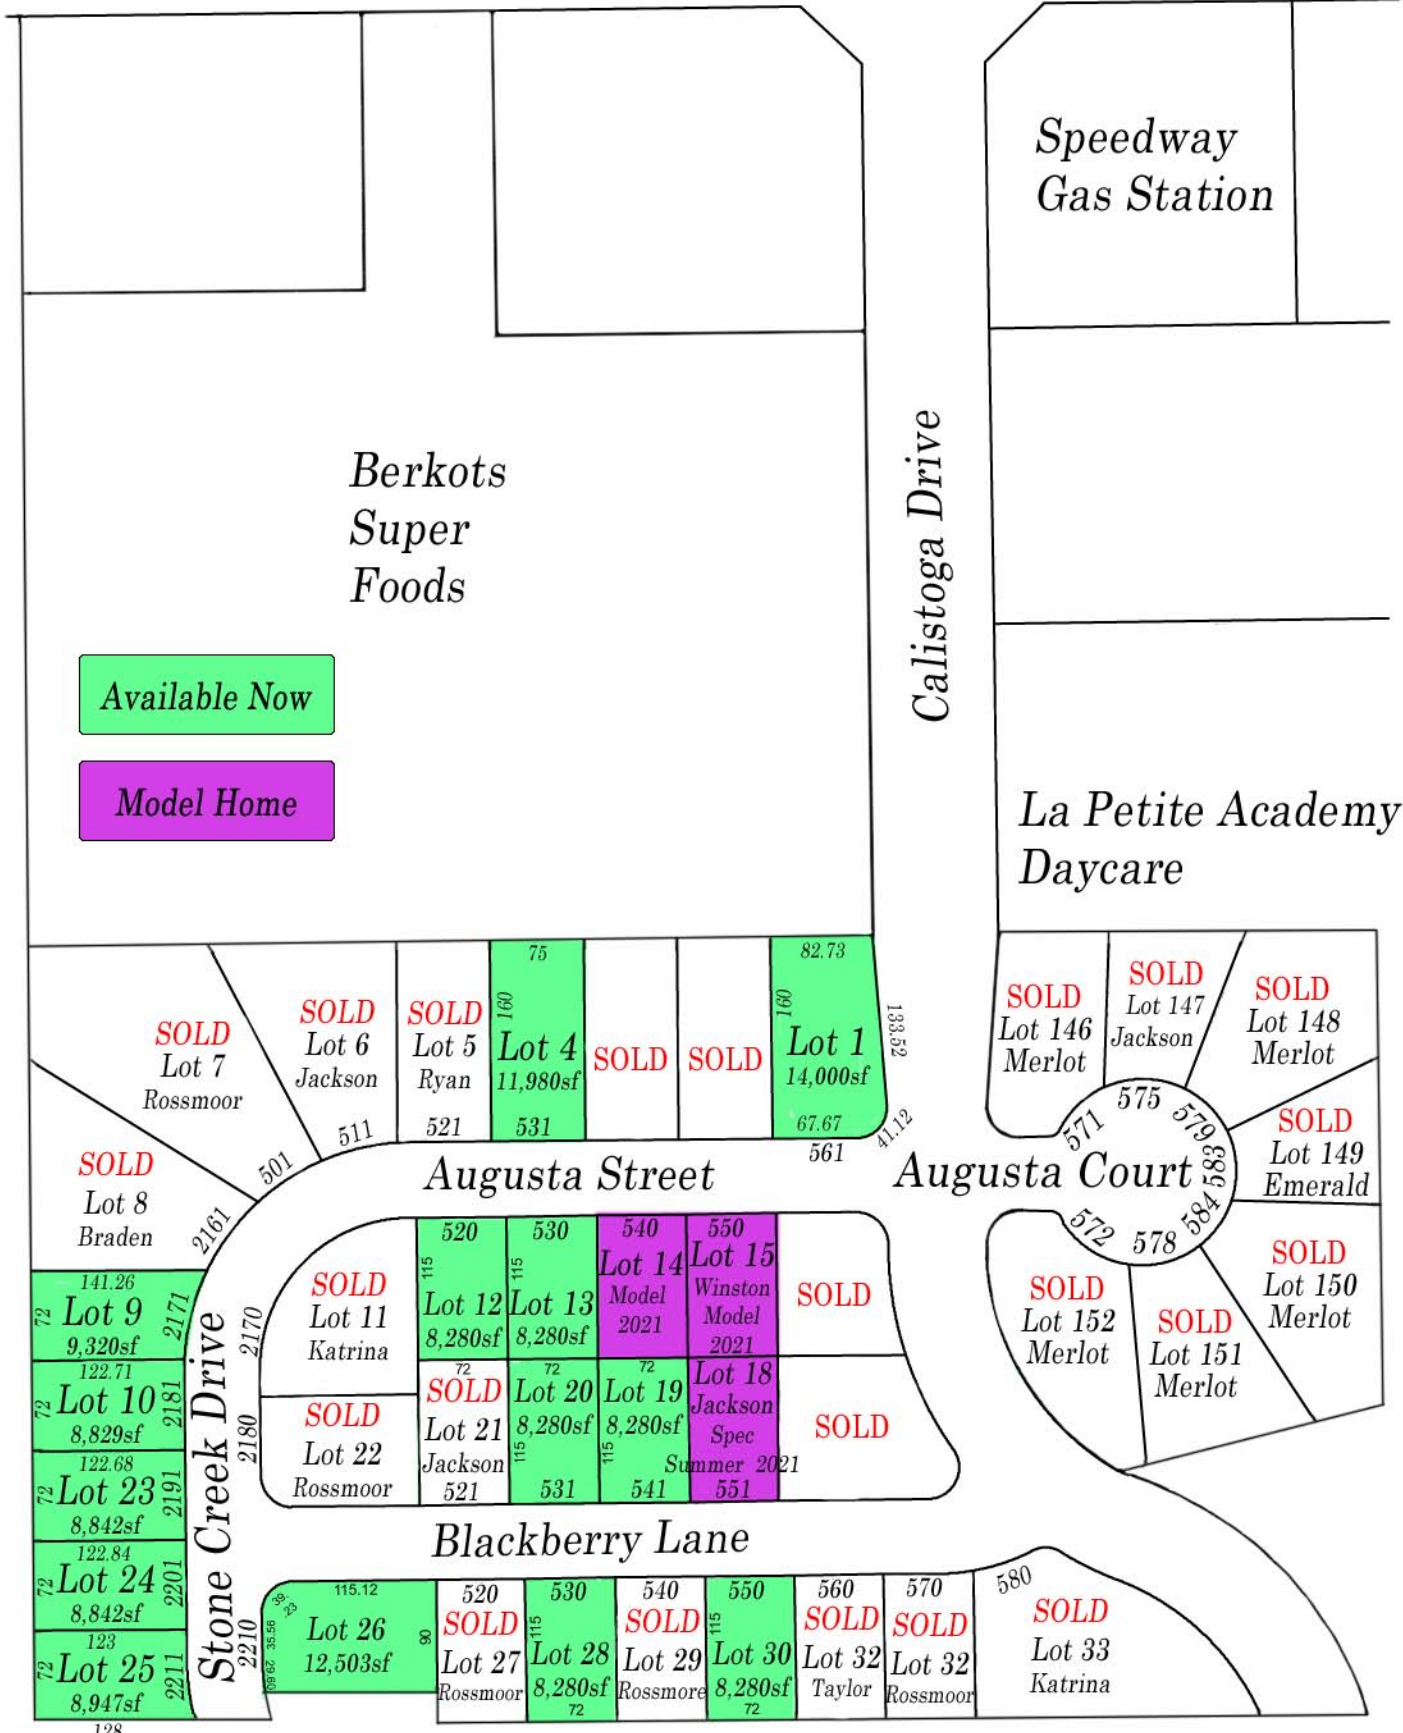 Speedway
Gas Station
Berkots
Super
Foods
Calistoga Drive
Available Now
Model Home
La Petite Academy
Daycare
SOLD
Lot 7
Rossmoor
501
SOLD
Lot 6
Jackson
511
SOLD
Lot 5
Ryan
521
75
160
Lot 4
11,980sf
531
SOLD
SOLD
82.73
160
133.52
Lot 1
14,000sf
67.67
41.12
561
SOLD
Lot 146
Merlot
571
SOLD
Lot 147
Jackson
575
SOLD
Lot 148
Merlot
579
SOLD
Lot 149
Emerald
583
SOLD
Lot 8
Braden
2161
Augusta Street
Augusta Court
584
578
572
SOLD
Lot 150
Merlot
SOLD
Lot 151
Merlot
SOLD
Lot 152
Merlot
141.26
72
Lot 9
2171
9,320sf
122.71
72
Lot 10
2181
8,829sf
122.68
72
Lot 23
2191
8,842sf
122.84
72
Lot 24
2201
8,842sf
123
72
Lot 25
2211
8,947sf
128
Stone Creek Drive
2170
SOLD
Lot 11
Katrina
520
115
Lot 12
8,280sf
72
530
115
Lot 13
8,280sf
72
540
Lot 14
Model
2021
72
550
Lot 15
Winston
Model
2021
SOLD
2180
SOLD
Lot 22
Rossmoor
SOLD
Lot 21
Jackson
521
Lot 20
8,280sf
115
531
Lot 19
8,280sf
115
541
Lot 18
Jackson
Spec
Summer 2021
551
SOLD
Blackberry Lane
2210
39.
23
115.12
35.56
29.60
Lot 26
12,503sf
90
520
SOLD
Lot 27
Rossmoor
530
115
Lot 28
8,280sf
72
540
SOLD
Lot 29
Rossmore
550
115
Lot 30
8,280sf
72
560
SOLD
Lot 32
Taylor
570
SOLD
Lot 32
Rossmoor
580
SOLD
Lot 33
Katrina